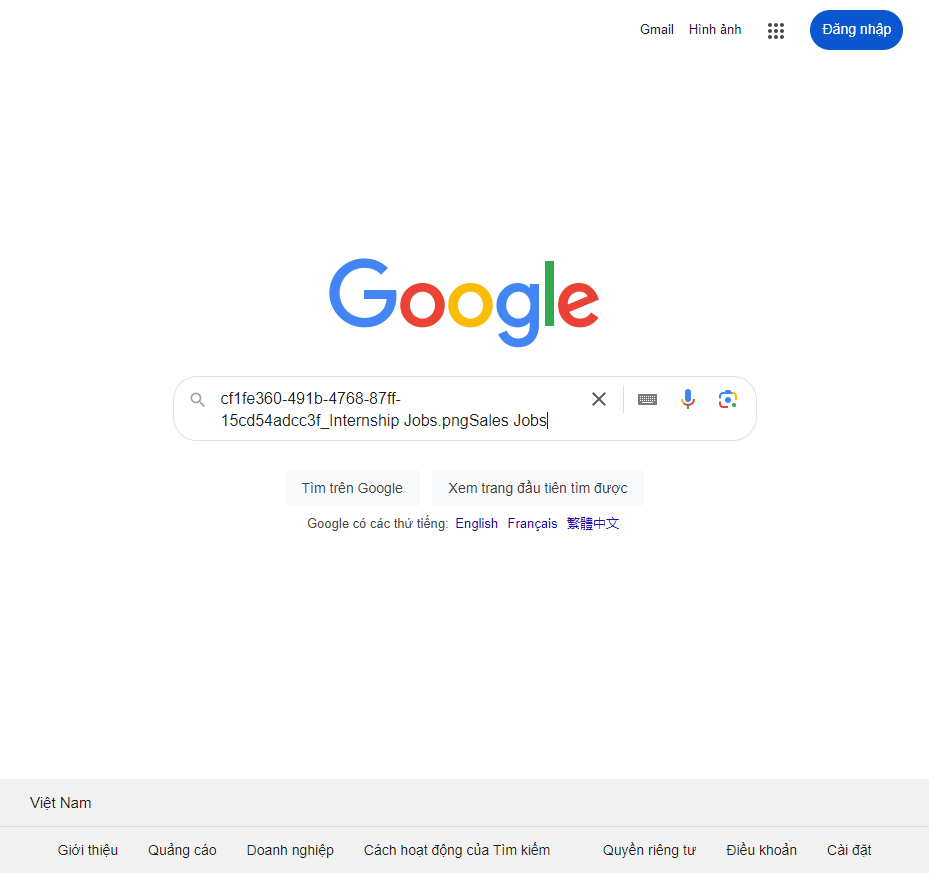 Gmail Hình ảnh Đăng nhập
Google
cf1fe360-491b-4768-87ff-
15cd54adcc3f_Internship Jobs.pngSales Jobs
Tìm trên Google Xem trang đầu tiên tìm được
Google có các thứ tiếng: English Français 繁體中文
Việt Nam
Giới thiệu Quảng cáo Doanh nghiệp Cách hoạt động của Tìm kiếm Quyền riêng tư Điều khoản Cài đặt